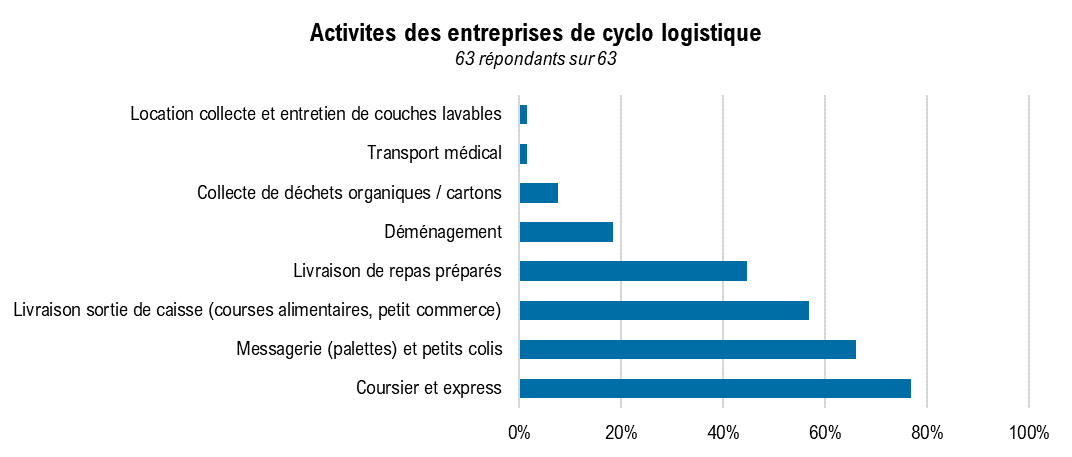 Activites des entreprises de cyclo logistique
63 répondants sur 63
Location collecte et entretien de couches lavables
Transport médical
Collecte de déchets organiques / cartons
Déménagement
Livraison de repas préparés
Livraison sortie de caisse (courses alimentaires, petit commerce)
Messagerie (palettes) et petits colis
Coursier et express
0% 20% 40% 60% 80% 100%